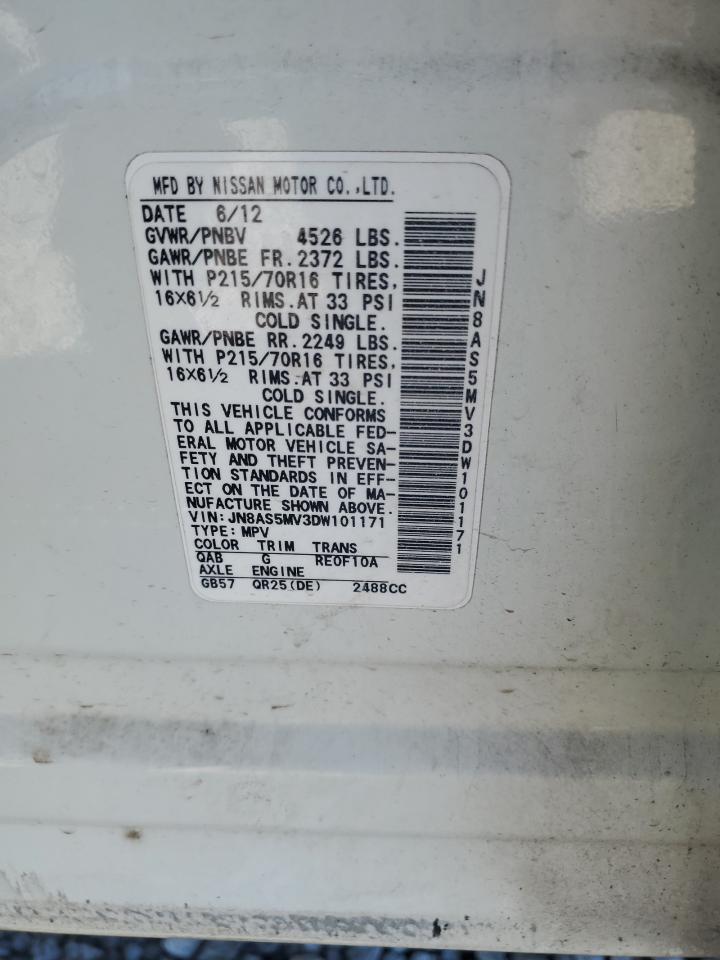 MFD BY NISSAN MOTOR CO.,LTD.
DATE 6/12
GVWR/PNBV 4526 LBS.
GAWR/PNBE FR. 2372 LBS.
WITH P215/70R16 TIRES,
16X6½ RIMS.AT 33 PSI
COLD SINGLE.
GAWR/PNBE RR. 2249 LBS.
WITH P215/70R16 TIRES,
16X6½ RIMS.AT 33 PSI
COLD SINGLE.
THIS VEHICLE CONFORMS
TO ALL APPLICABLE FED-
ERAL MOTOR VEHICLE SA-
FETY AND THEFT PREVEN-
TION STANDARDS IN EFF-
ECT ON THE DATE OF MA-
NUFACTURE SHOWN ABOVE.
VIN: JN8AS5MV3DW101171
TYPE: MPV
COLOR TRIM TRANS
QAB G RE0F10A
AXLE ENGINE
GB57 QR25(DE) 2488CC
JN8AS5MV3DW101171